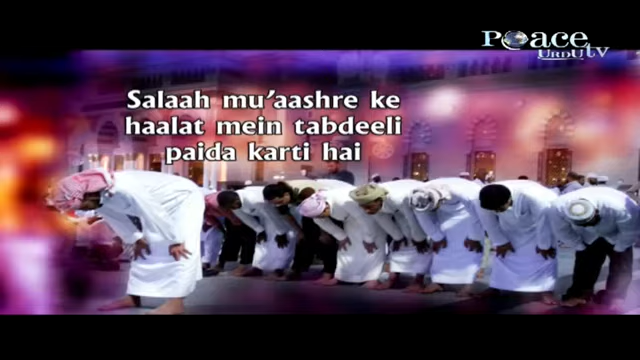 Peace
URDU tv
Salaah mu'aashre ke
haalat mein tabdeeli
paida karti hai